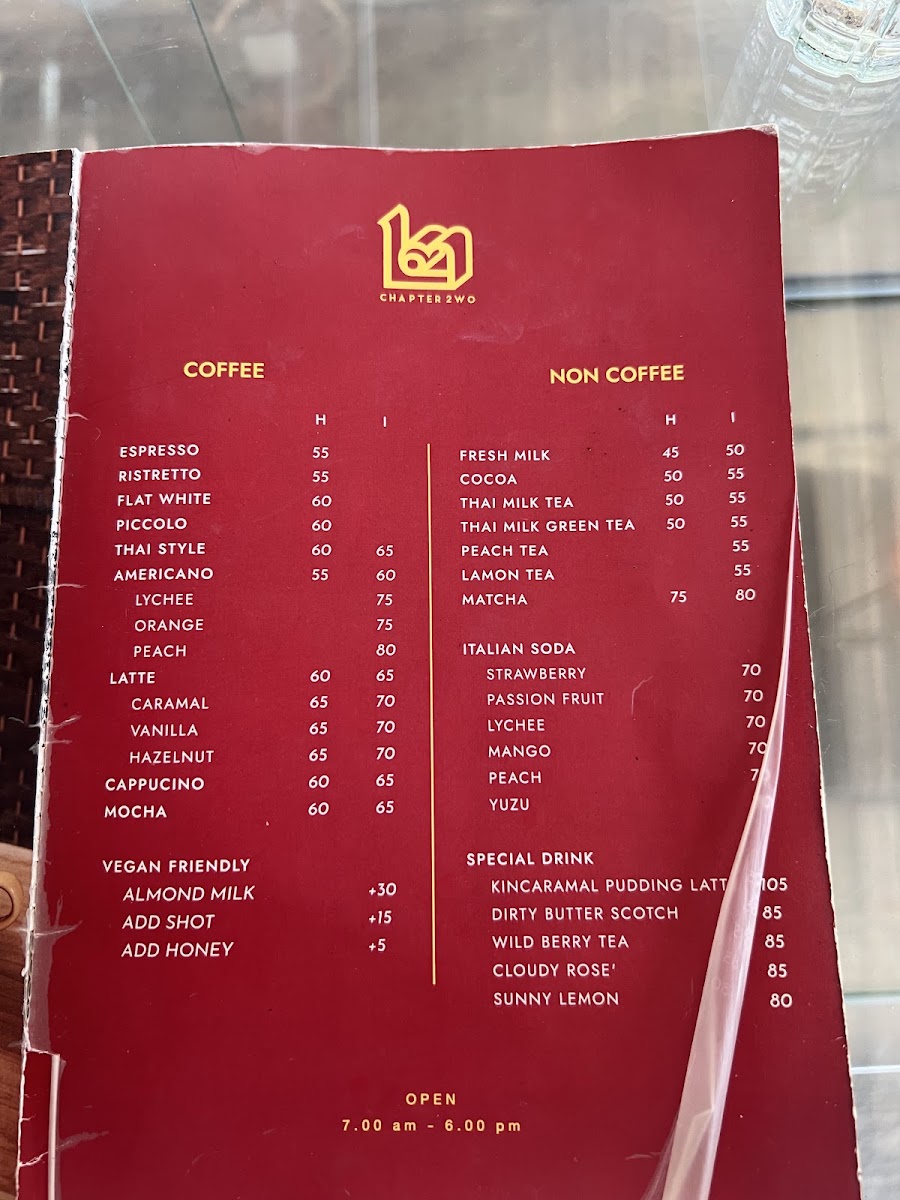 CHAPTER 2WO
COFFEE
H I
ESPRESSO 55
RISTRETTO 55
FLAT WHITE 60
PICCOLO 60
THAI STYLE 60 65
AMERICANO 55 60
LYCHEE 75
ORANGE 75
PEACH 80
LATTE 60 65
CARAMAL 65 70
VANILLA 65 70
HAZELNUT 65 70
CAPPUCINO 60 65
MOCHA 60 65
VEGAN FRIENDLY
ALMOND MILK +30
ADD SHOT +15
ADD HONEY +5
NON COFFEE
H I
FRESH MILK 45 50
COCOA 50 55
THAI MILK TEA 50 55
THAI MILK GREEN TEA 50 55
PEACH TEA 55
LAMON TEA 55
MATCHA 75 80
ITALIAN SODA
STRAWBERRY 70
PASSION FRUIT 70
LYCHEE 70
MANGO 70
PEACH
YUZU
SPECIAL DRINK
KINCARAMAL PUDDING 105
DIRTY BUTTER SCOTCH 85
WILD BERRY TEA 85
CLOUDY ROSE' 85
SUNNY LEMON 80
OPEN
7.00 am - 6.00 pm